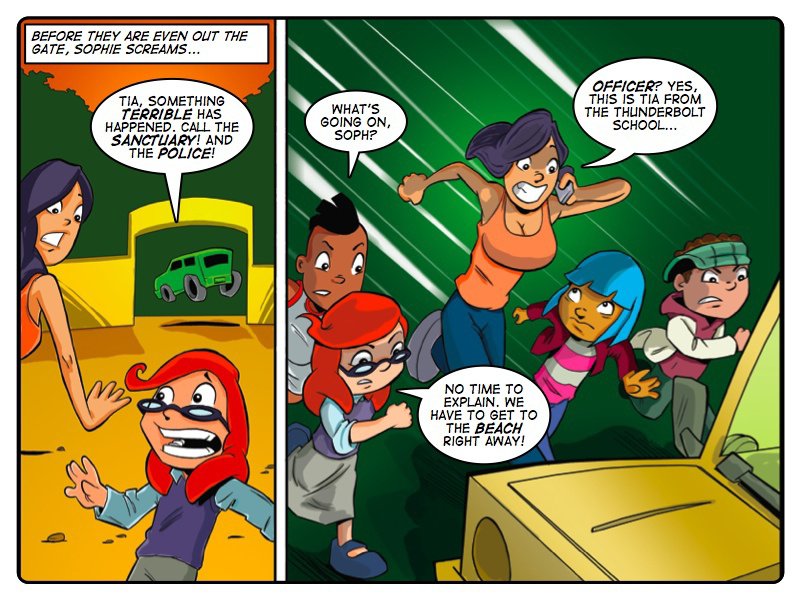 BEFORE THEY ARE EVEN OUT THE
GATE, SOPHIE SCREAMS...
TIA, SOMETHING
TERRIBLE HAS
HAPPENED. CALL THE
SANCTUARY! AND
THE POLICE!
WHAT'S
GOING ON,
SOPH?
OFFICER? YES,
THIS IS TIA FROM
THE THUNDERBOLT
SCHOOL...
NO TIME TO
EXPLAIN. WE
HAVE TO GET TO
THE BEACH
RIGHT AWAY!